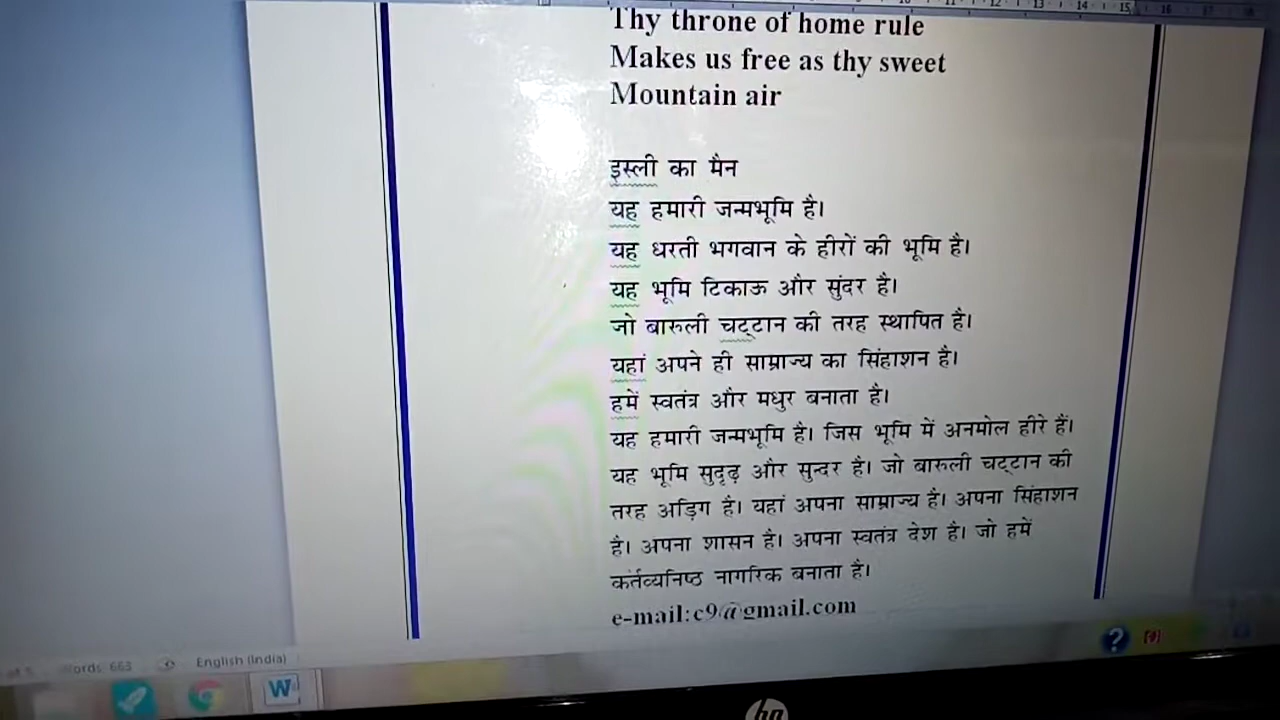 Thy throne of home rule
Makes us free as thy sweet
Mountain air
इस्ली का मैन
यह हमारी जन्मभूमि है।
यह धरती भगवान के हीरों की भूमि है।
यह भूमि टिकाऊ और सुंदर है।
जो बारुली चट्टान की तरह स्थापित है।
यहां अपने ही साम्राज्य का सिंहाशन है।
हमें स्वतंत्र और मधुर बनाता है।
यह हमारी जन्मभूमि है। जिस भूमि में अनमोल हीरे हैं।
यह भूमि सुदृढ़ और सुन्दर है। जो बारुली चट्टान की
तरह अड़िग है। यहां अपना साम्राज्य है। अपना सिंहाशन
है। अपना शासन है। अपना स्वतंत्र देश है। जो हमें
कर्तव्यनिष्ठ नागरिक बनाता है।
e-mail:c9@gmail.com
Words: 663 English (India)
hp